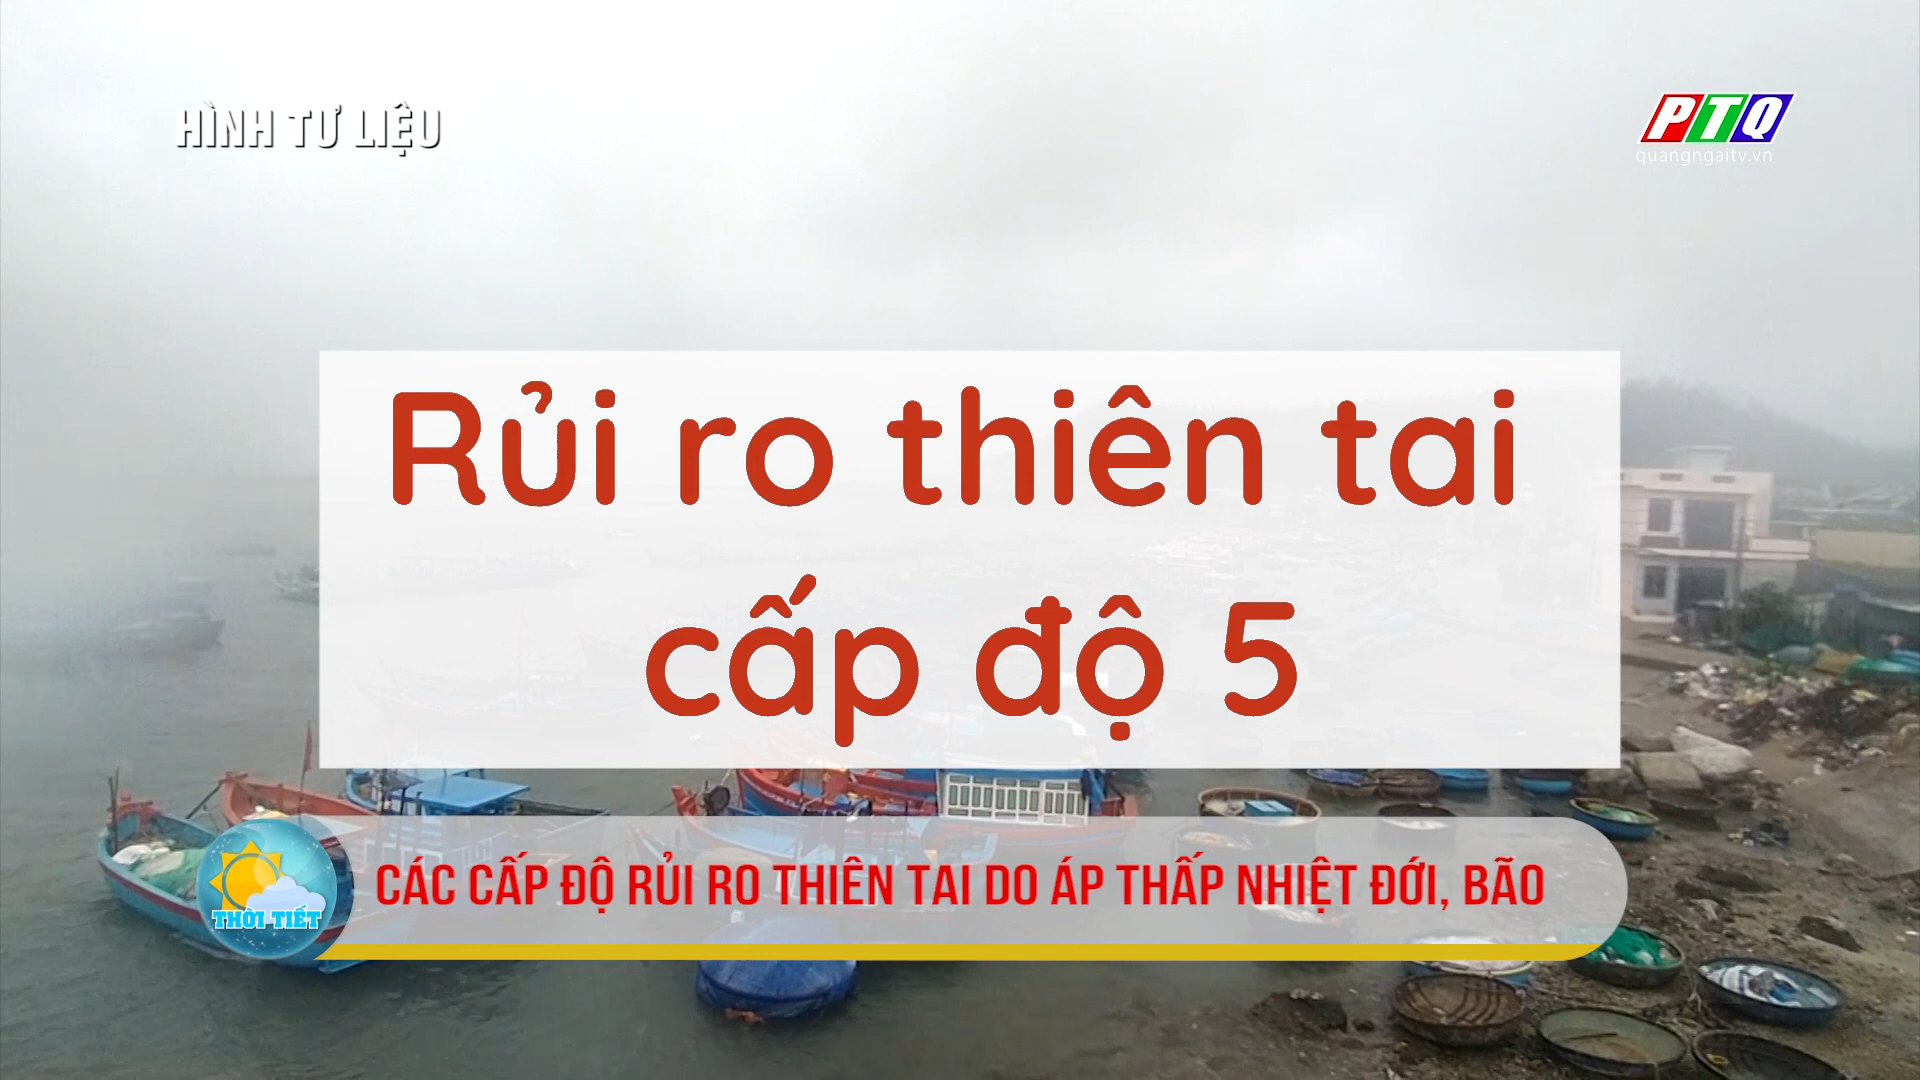 HÌNH TƯ LIỆU
PTQ
quangngaitv.vn
Rủi ro thiên tai
cấp độ 5
CÁC CẤP ĐỘ RỦI RO THIÊN TAI DO ÁP THẤP NHIỆT ĐỚI, BÃO
THỜI TIẾT